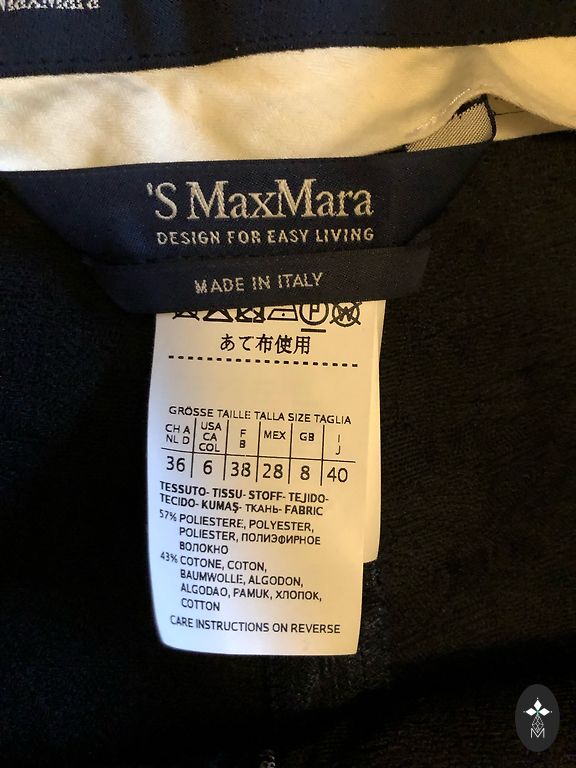 MaxMara
'S MaxMara
DESIGN FOR EASY LIVING
MADE IN ITALY
P W
あて布使用
GRÖSSE TAILLE TALLA SIZE TAGLIA
CH A NL D | USA CA COL | F B | MEX | GB | I J
36 | 6 | 38 | 28 | 8 | 40
TESSUTO- TISSU- STOFF- TEJIDO-
TECIDO- KUMAŞ- ТКАНЬ- FABRIC
57% POLIESTERE, POLYESTER,
POLIESTER, ПОЛИЭФИРНОЕ
ВОЛОКНО
43% COTONE, COTON,
BAUMWOLLE, ALGODON,
ALGODAO, PAMUK, ХЛОПОК,
COTTON
CARE INSTRUCTIONS ON REVERSE
M